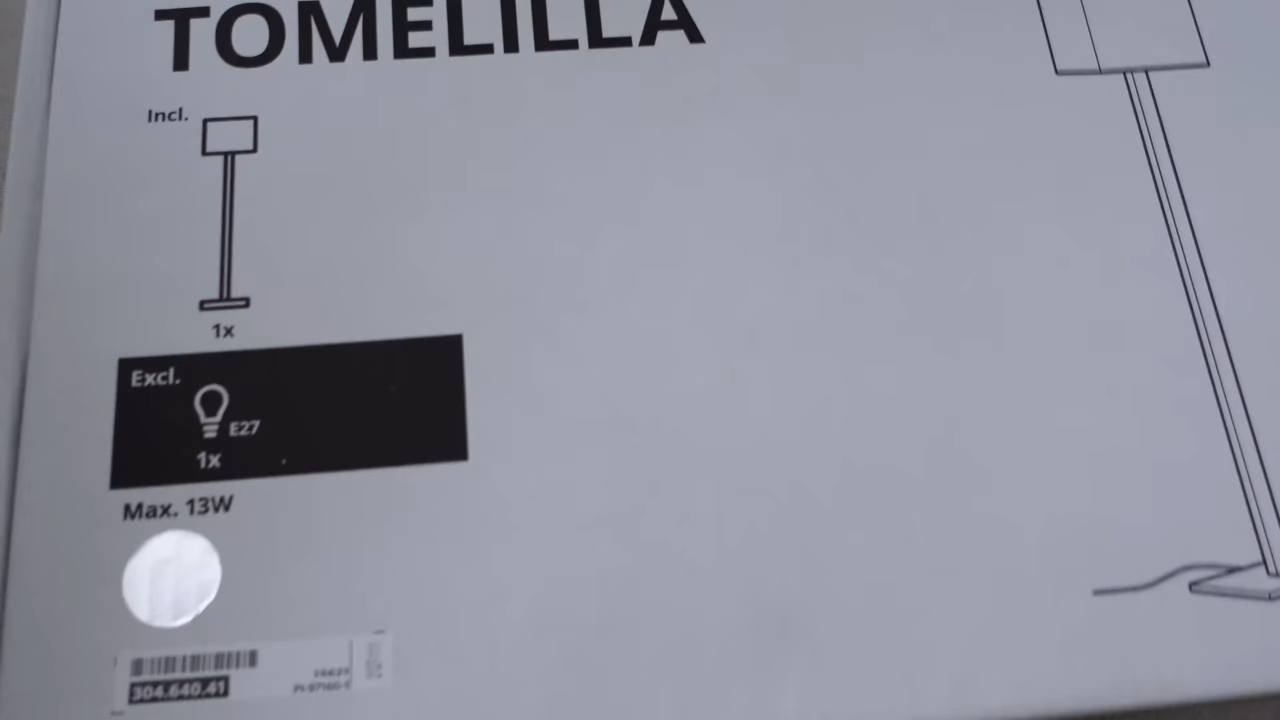 TOMELILLA
Incl.
1x
Excl.
E27
1x
Max. 13W
304.640.41